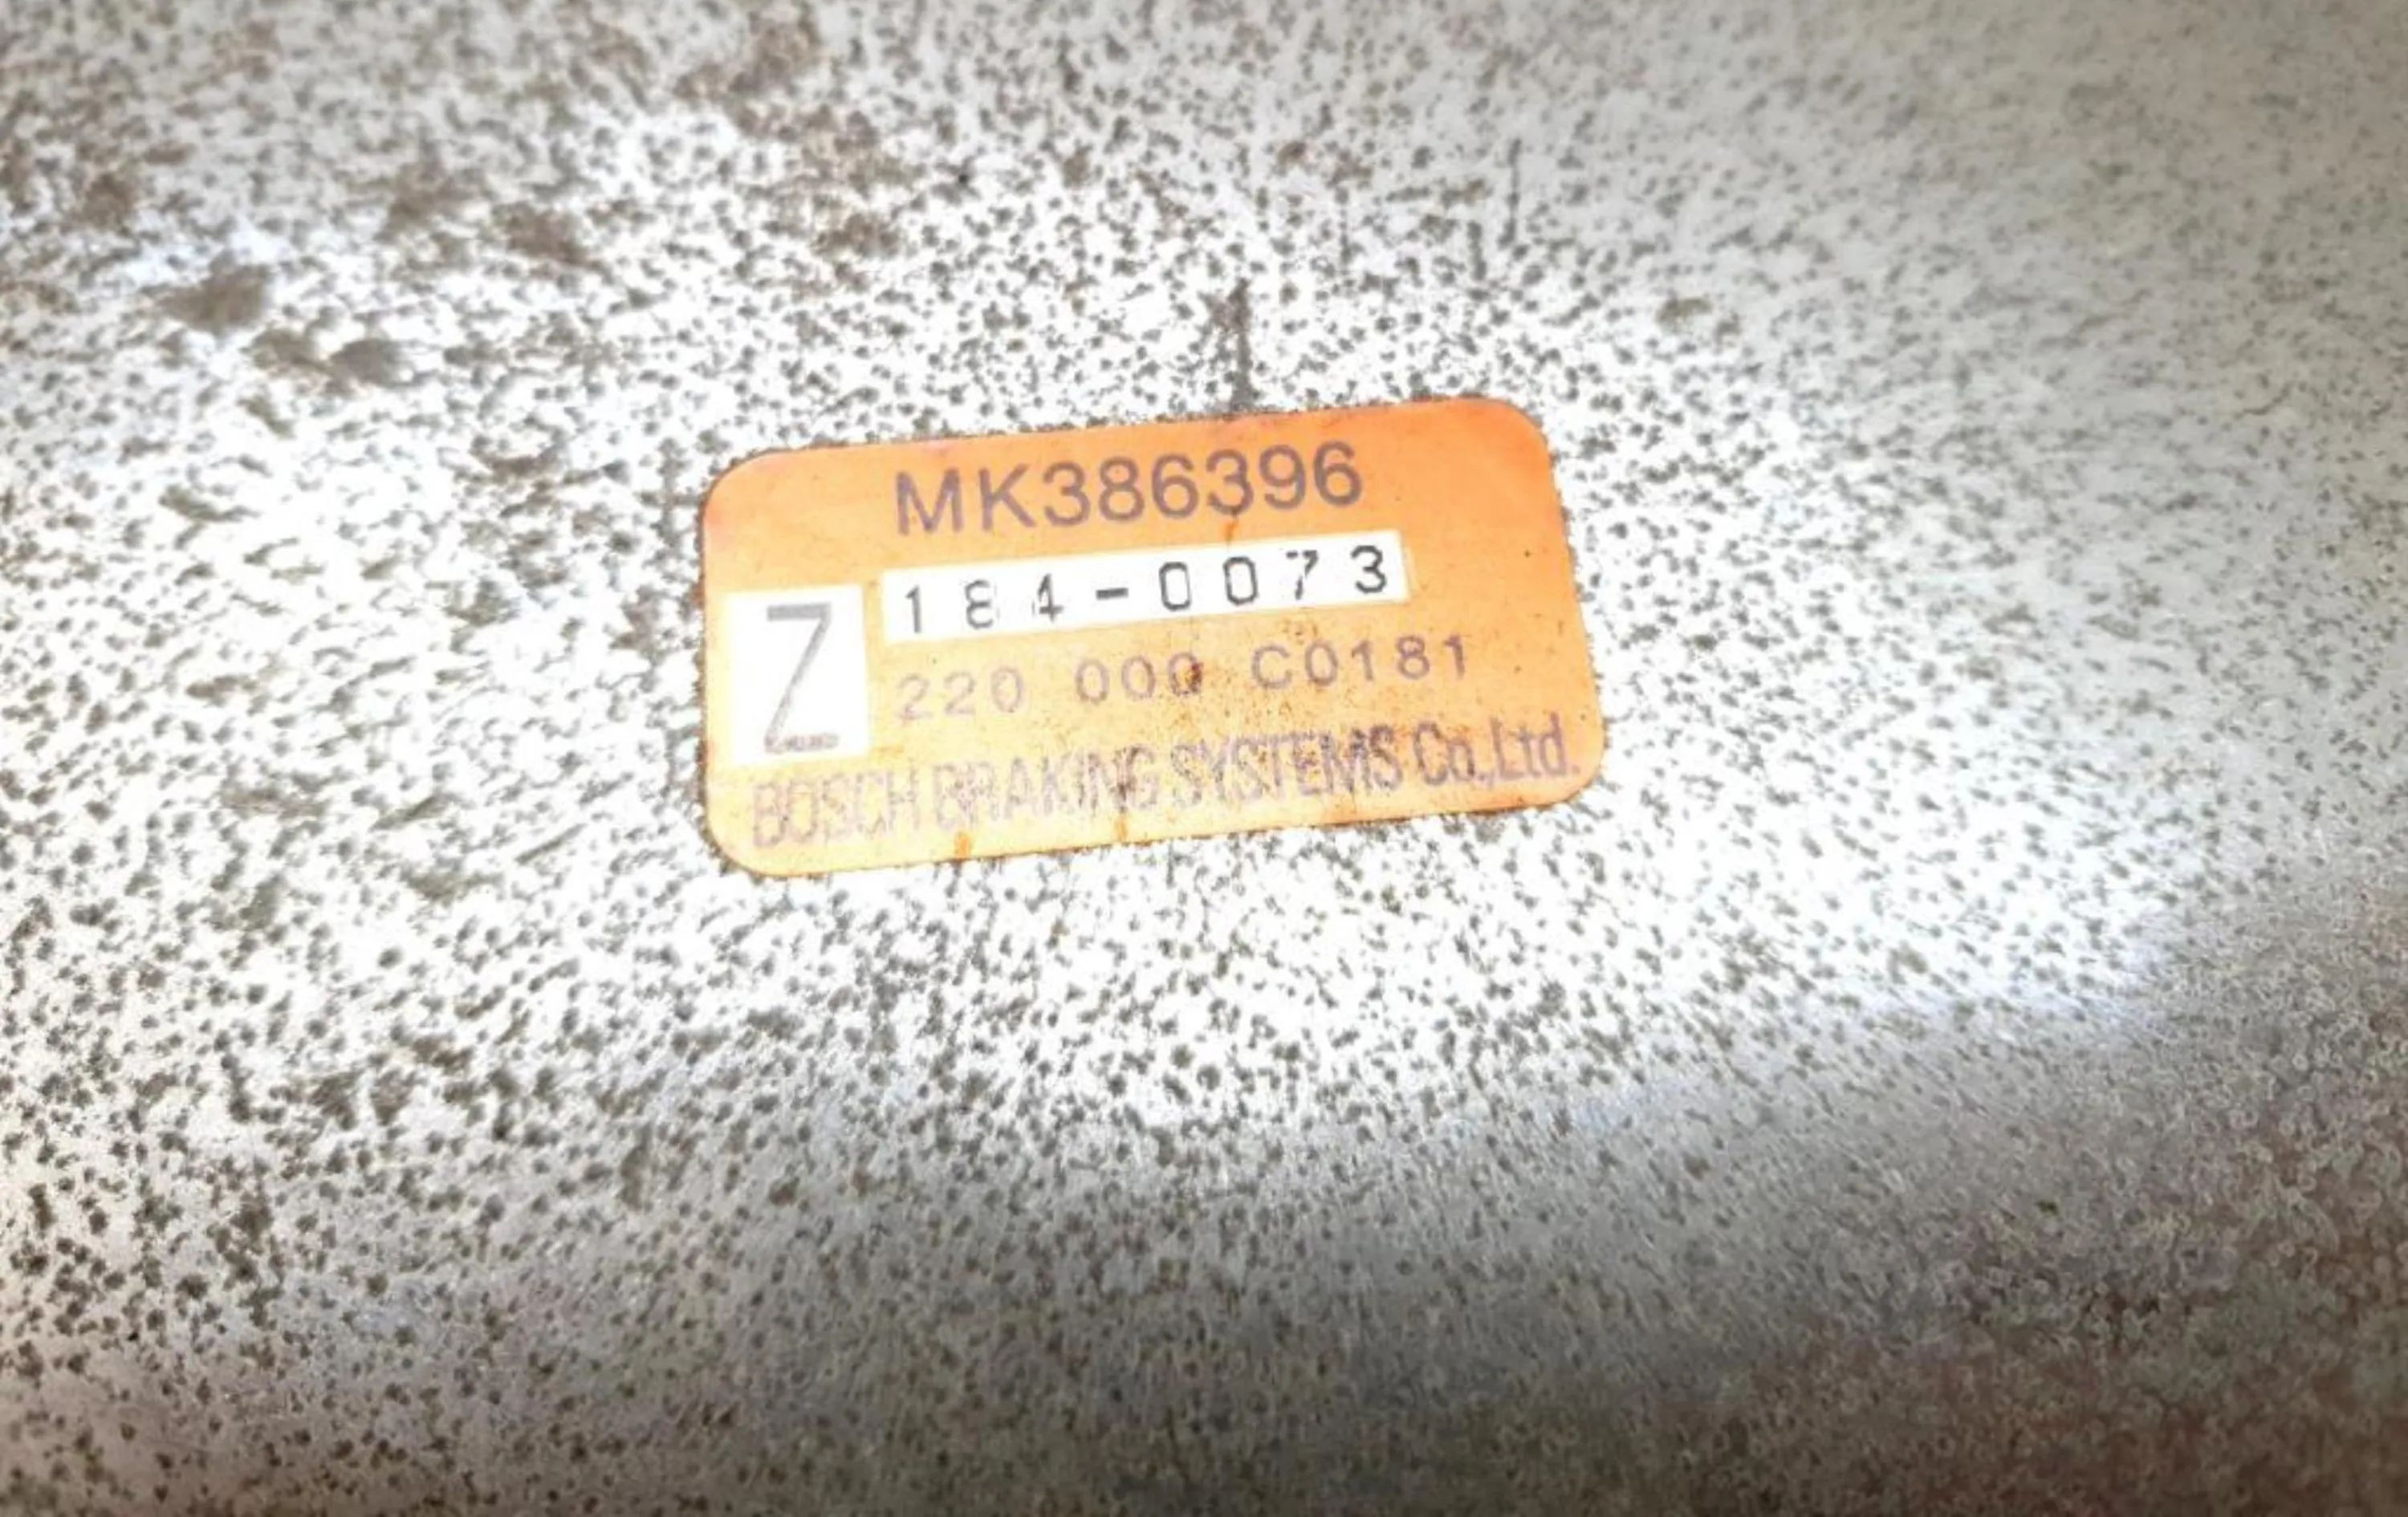 MK386396
184-0073
Z
220 000 C0181
BOSCH BRAKING SYSTEMS Co.,Ltd.